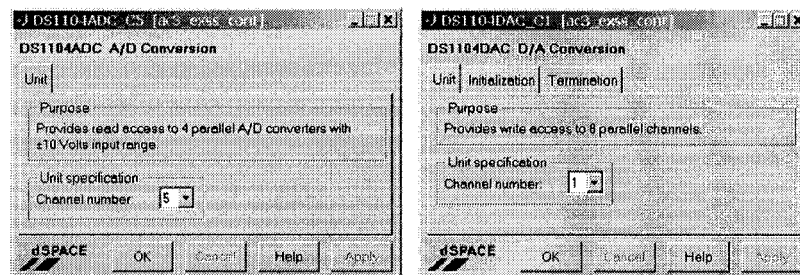 DS1104ADC_C5 [ac3_exss_cont]
DS1104ADC A/D Conversion
Unit
Purpose
Provides read access to 4 parallel A/D converters with
±10 Volts input range.
Unit specification
Channel number: 5
dSPACE
OK Cancel Help Apply
DS1104DAC_C1 [ac3_exss_cont]
DS1104DAC D/A Conversion
Unit Initialization Termination
Purpose
Provides write access to 8 parallel channels.
Unit specification
Channel number: 1
dSPACE
OK Cancel Help Apply